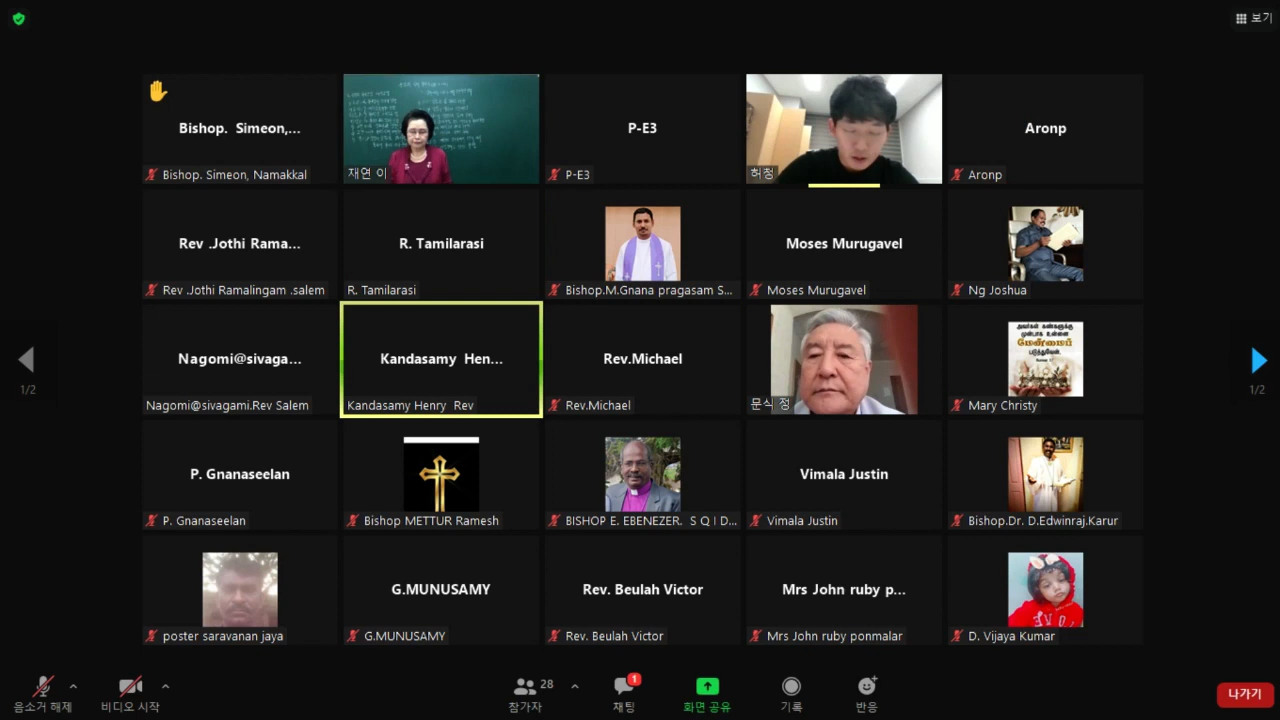 보기
Bishop. Simeon,...
Bishop. Simeon, Namakkal
재연 이
P-E3
P-E3
허청
Aronp
Aronp
Rev .Jothi Rama...
Rev .Jothi Ramalingam .salem
R. Tamilarasi
R. Tamilarasi
Bishop.M.Gnana pragasam S...
Moses Murugavel
Moses Murugavel
Ng Joshua
Nagomi@sivaga...
Nagomi@sivagami.Rev Salem
Kandasamy Hen...
Kandasamy Henry Rev
Rev.Michael
Rev.Michael
문식 정
அவர்கள் கண்களுக்கு
முன்பாக உன்னை
மேன்மைப்
படுத்துவேன்.
Mary Christy
1/2
1/2
P. Gnanaseelan
P. Gnanaseelan
Bishop METTUR Ramesh
BISHOP E. EBENEZER. S Q I D...
Vimala Justin
Vimala Justin
Bishop.Dr. D.Edwinraj.Karur
poster saravanan jaya
G.MUNUSAMY
G.MUNUSAMY
Rev. Beulah Victor
Rev. Beulah Victor
Mrs John ruby p...
Mrs John ruby ponmalar
D. Vijaya Kumar
음소거 해제
비디오 시작
28
참가자
1
채팅
화면 공유
기록
반응
나가기